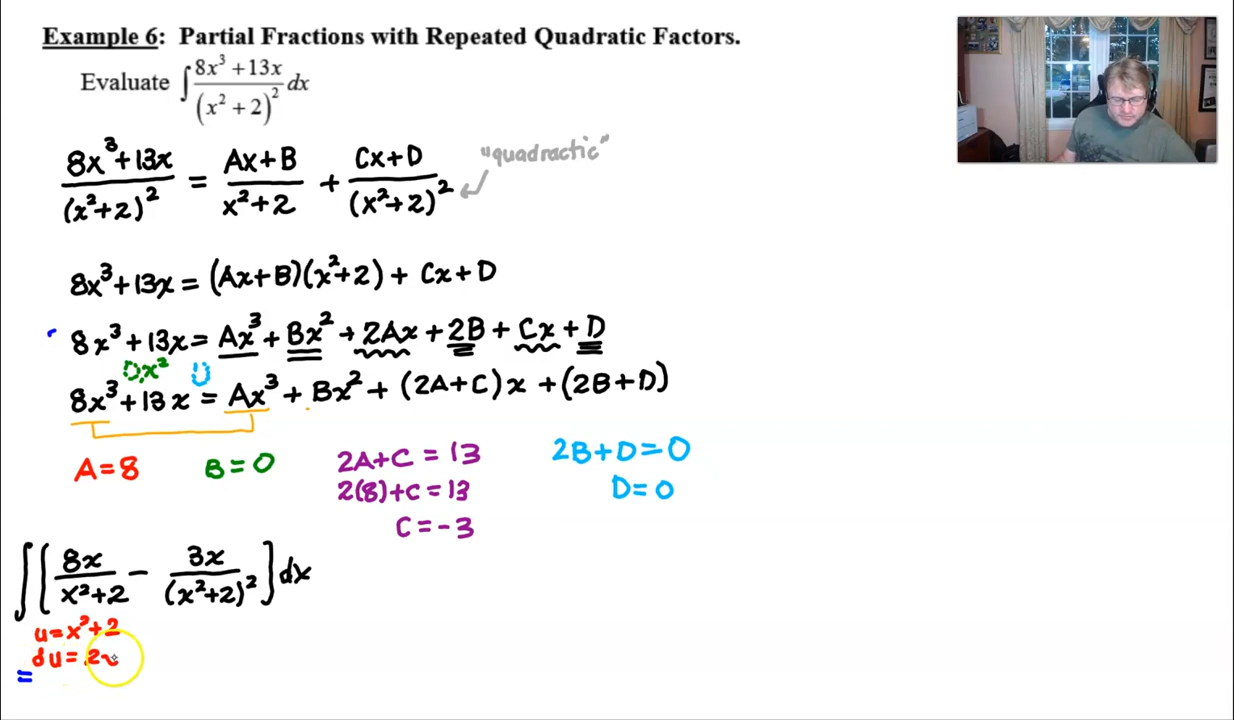 Example 6: Partial Fractions with Repeated Quadratic Factors.
Evaluate ∫ (8x³ + 13x)/(x² + 2)² dx
(8x³+13x)/(x²+2)² = (Ax+B)/(x²+2) + (Cx+D)/(x²+2)² "quadractic"
8x³+13x = (Ax+B)(x²+2) + Cx+D
8x³+13x = Ax³ + Bx² + 2Ax + 2B + Cx + D
0x² 0
8x³+13x = Ax³ + Bx² + (2A+C)x + (2B+D)
A=8 B=0 2A+C=13 2B+D=0
2(8)+C=13 D=0
C=-3
∫[8x/(x²+2) − 3x/(x²+2)²]dx
u=x²+2
du=2x
=